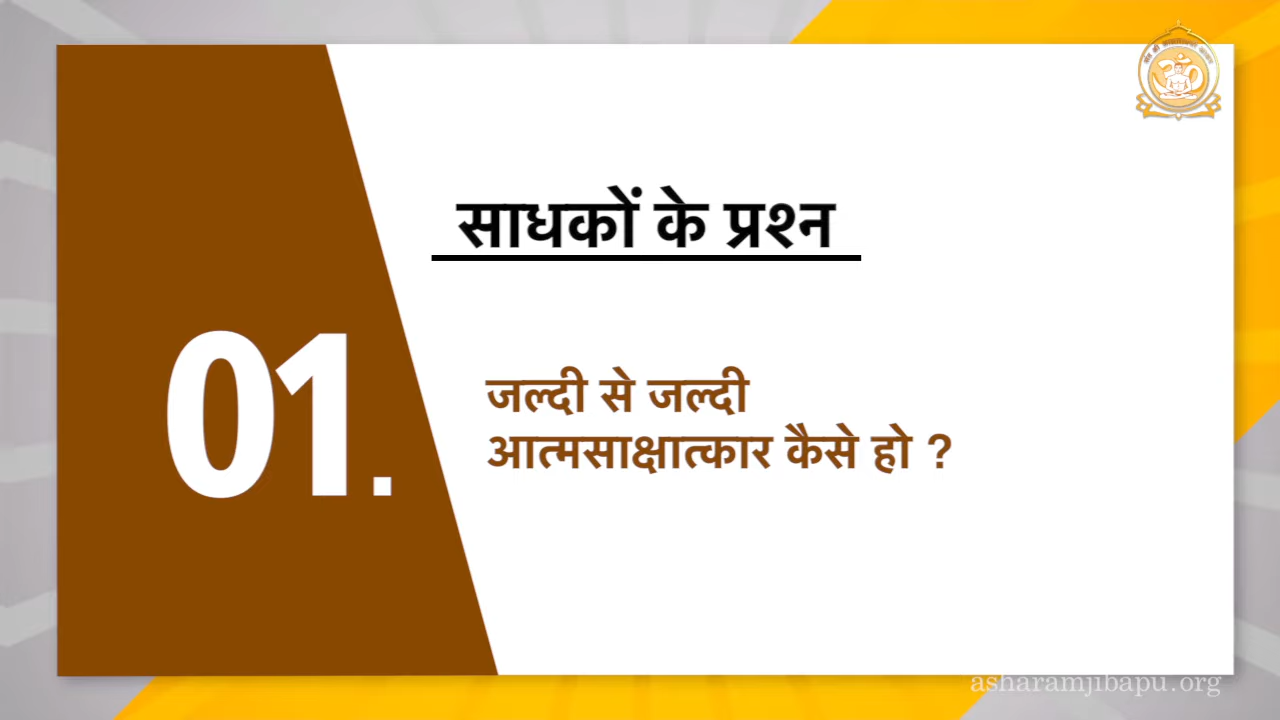 साधकों के प्रश्न
01.
जल्दी से जल्दी
आत्मसाक्षात्कार कैसे हो ?
asharamjibapu.org